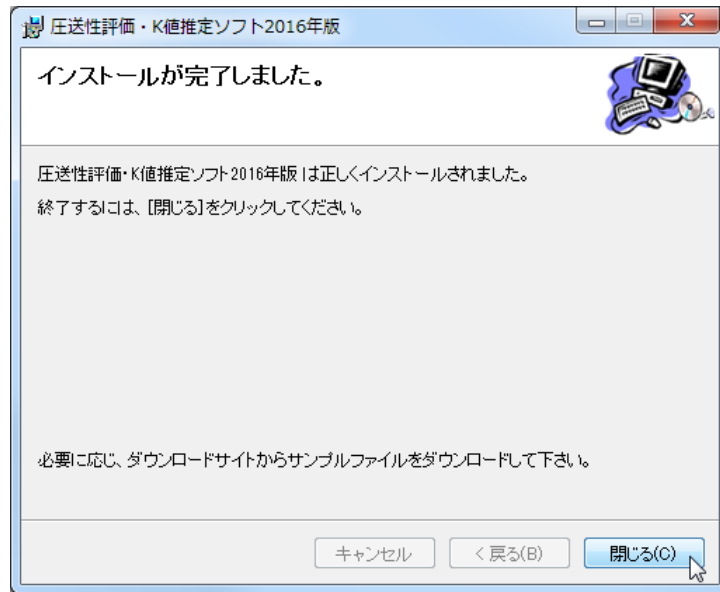 圧送性評価・K値推定ソフト2016年版
インストールが完了しました。
圧送性評価・K値推定ソフト2016年版 は正しくインストールされました。
終了するには、[閉じる]をクリックしてください。
必要に応じ、ダウンロードサイトからサンプルファイルをダウンロードして下さい。
キャンセル
< 戻る(B)
閉じる(C)